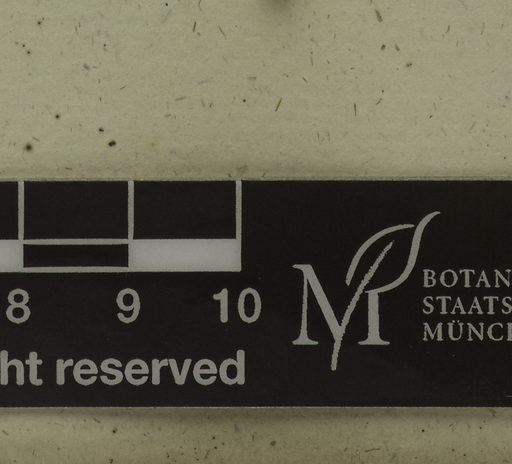 8 9 10
ht reserved
M
BOTAN
STAATS
MÜNC